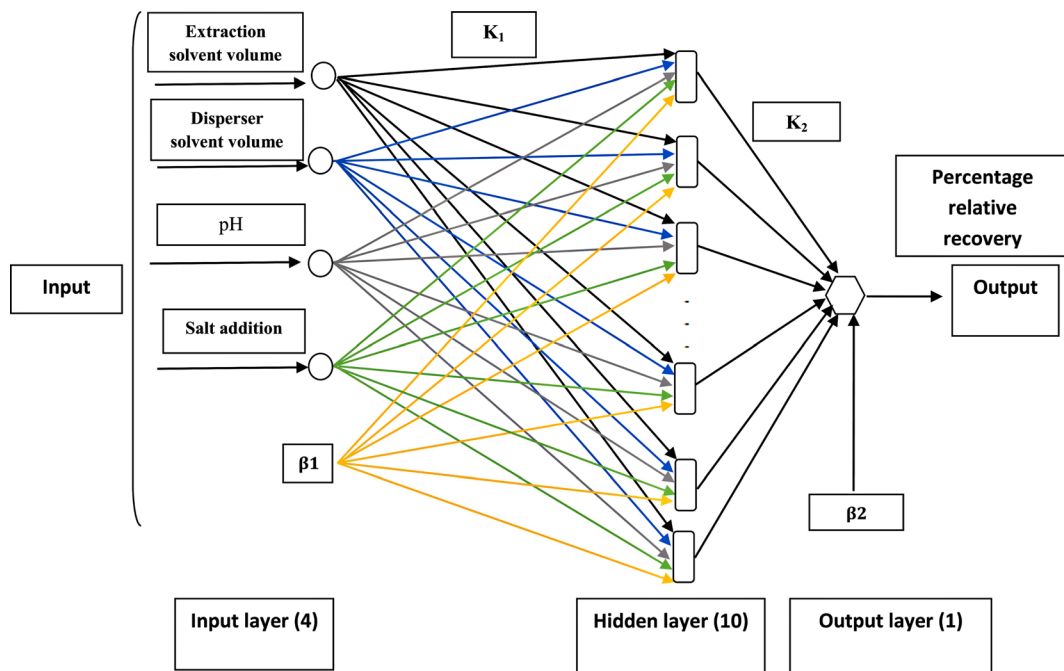 Extraction
solvent volume
K₁
Disperser
solvent volume
K₂
Percentage
relative
recovery
pH
Input
Output
Salt addition
β1
β2
Input layer (4)
Hidden layer (10)
Output layer (1)